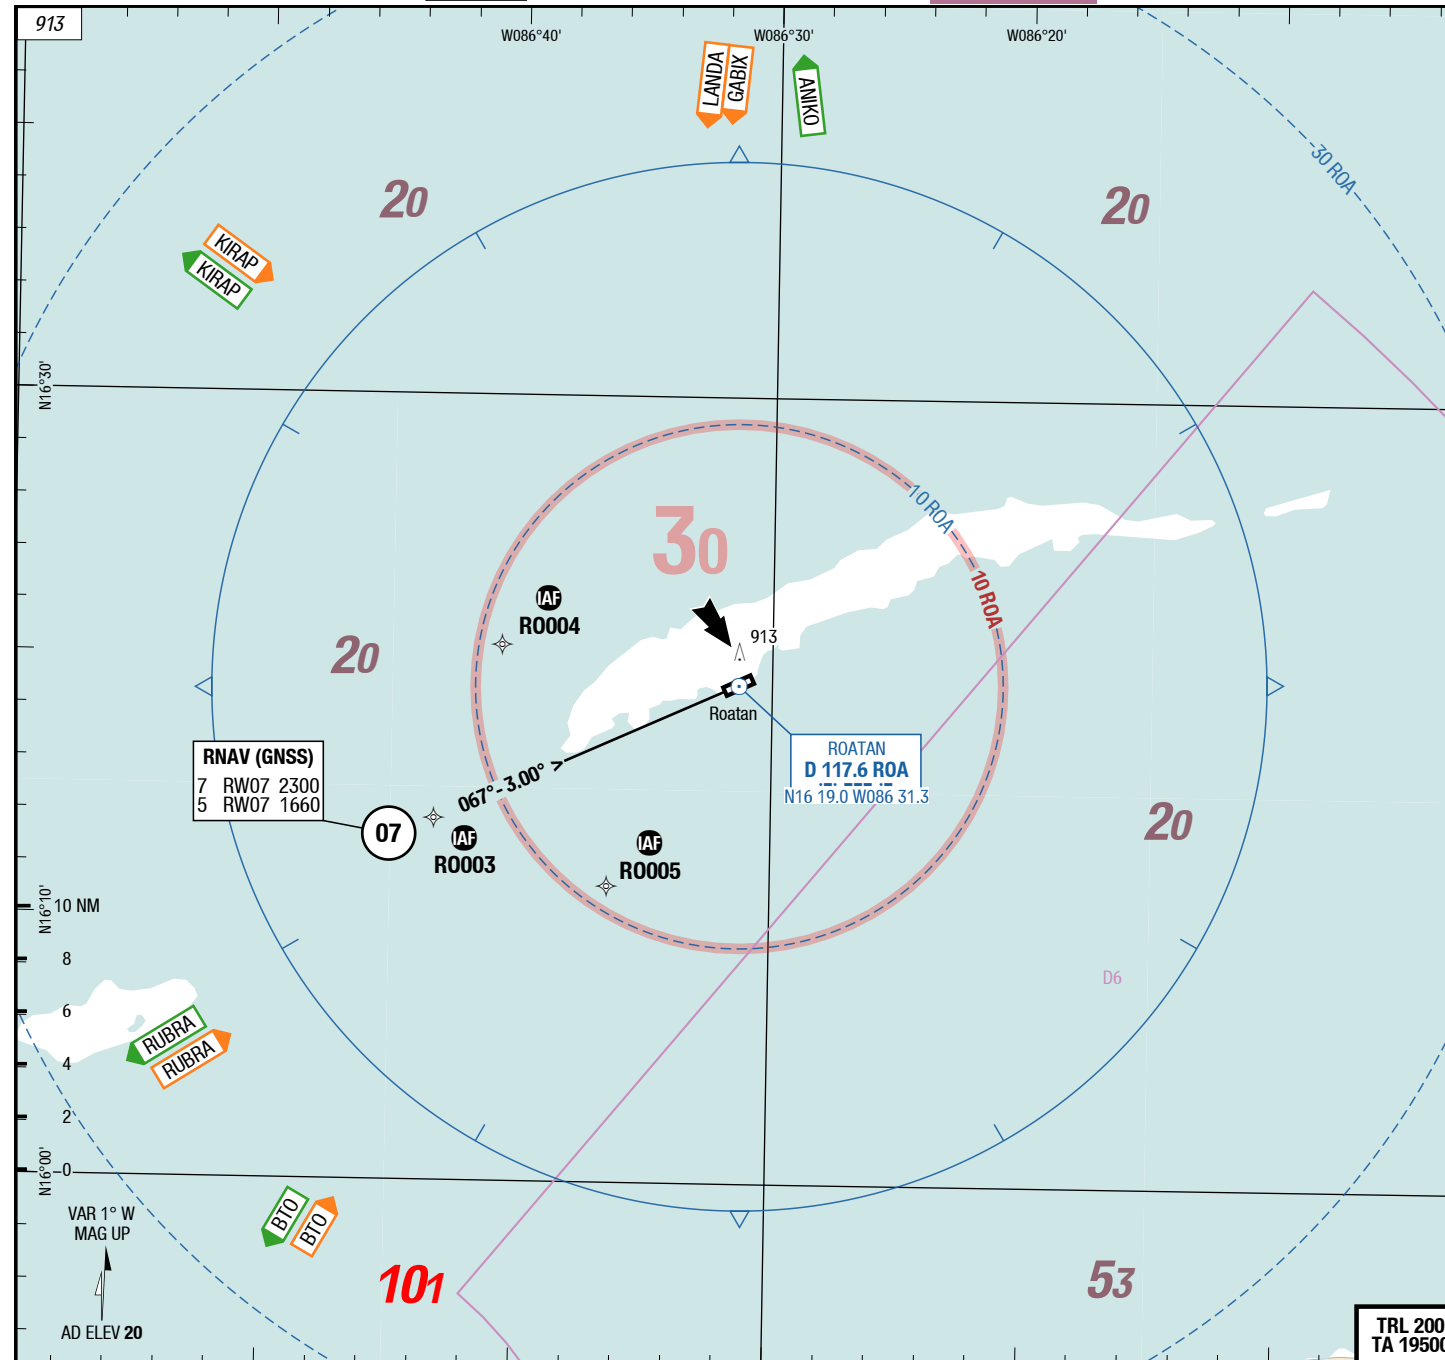 913
W086°40'
W086°30'
W086°20'
LANDA
GABIX
ANIKO
30 ROA
20
20
KIRAP
KIRAP
N16°30'
10 ROA
30
10 ROA
IAF
RO004
913
20
Roatan
ROATAN
D 117.6 ROA
N16 19.0 W086 31.3
RNAV (GNSS)
7 RW07 2300
5 RW07 1660
067° - 3.00° >
07
IAF
RO003
IAF
RO005
20
N16°10'
10 NM
8
D6
6
RUBRA
RUBRA
4
2
N16°00'
0
BTO
BTO
VAR 1° W
MAG UP
101
53
AD ELEV 20
TRL 200
TA 19500